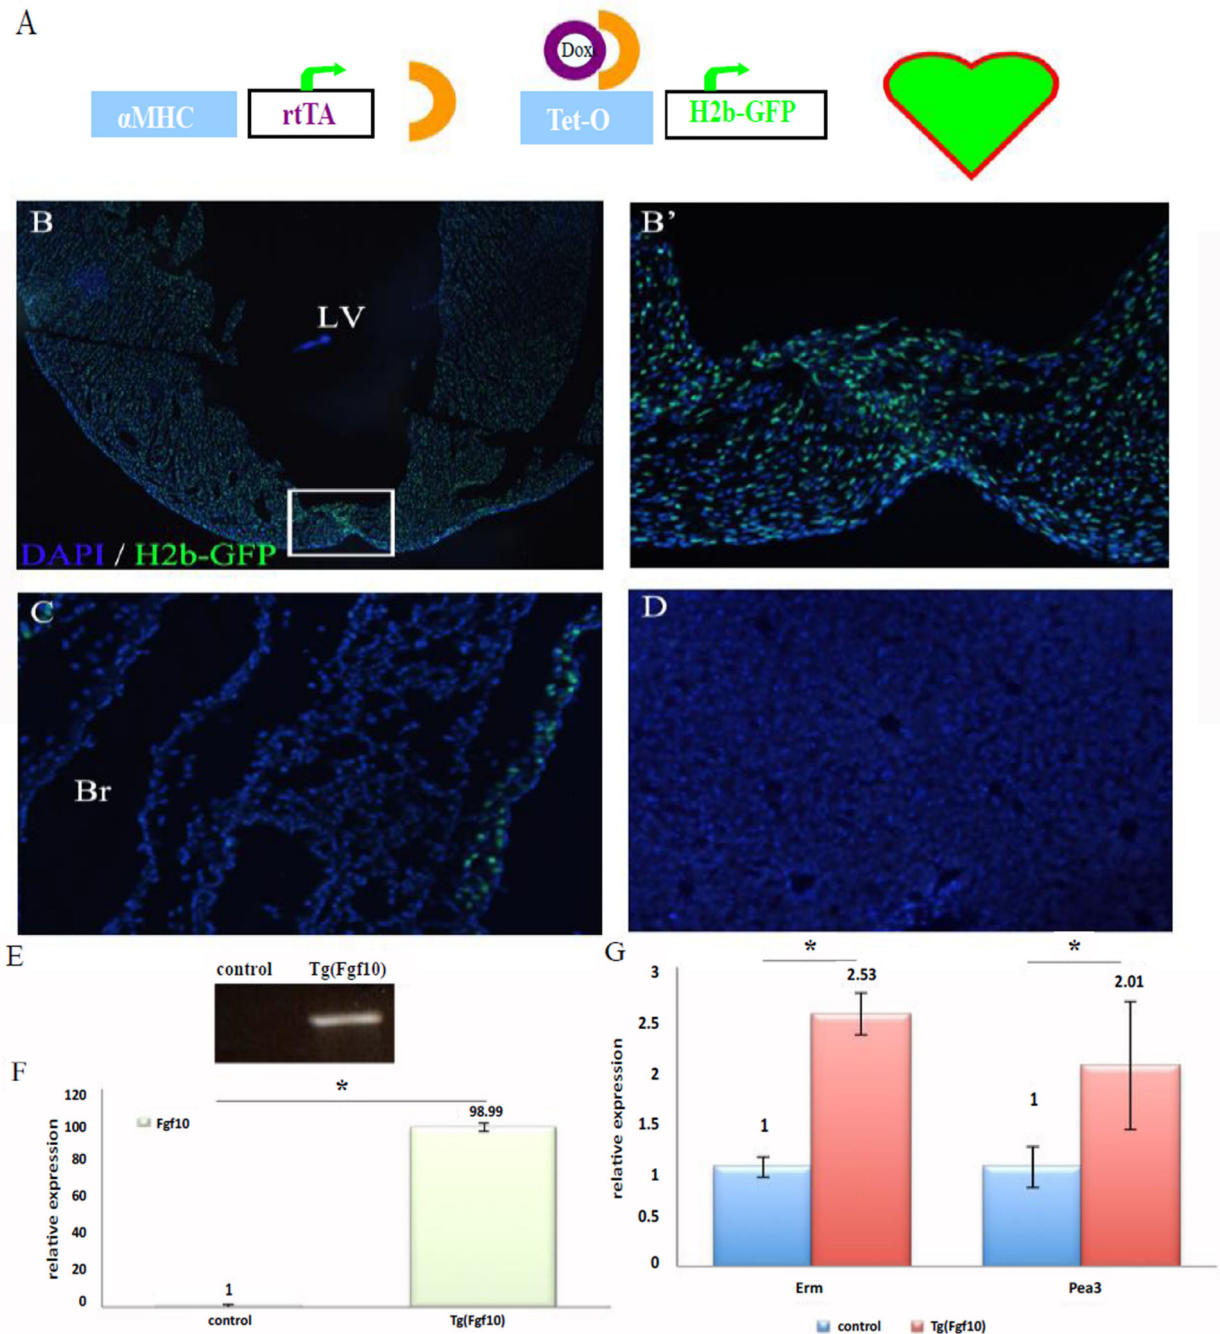 A
Dox
αMHC
rtTA
Tet-O
H2b-GFP
B
LV
DAPI / H2b-GFP
B’
C
Br
D
E
control Tg(Fgf10)
F
*
120
100
80
60
40
20
0
relative expression
Fgf10
1
98.99
control Tg(Fgf10)
G
* *
3
2.5
2
1.5
1
0.5
0
relative expression
1
2.53
1
2.01
Erm Pea3
control Tg(Fgf10)